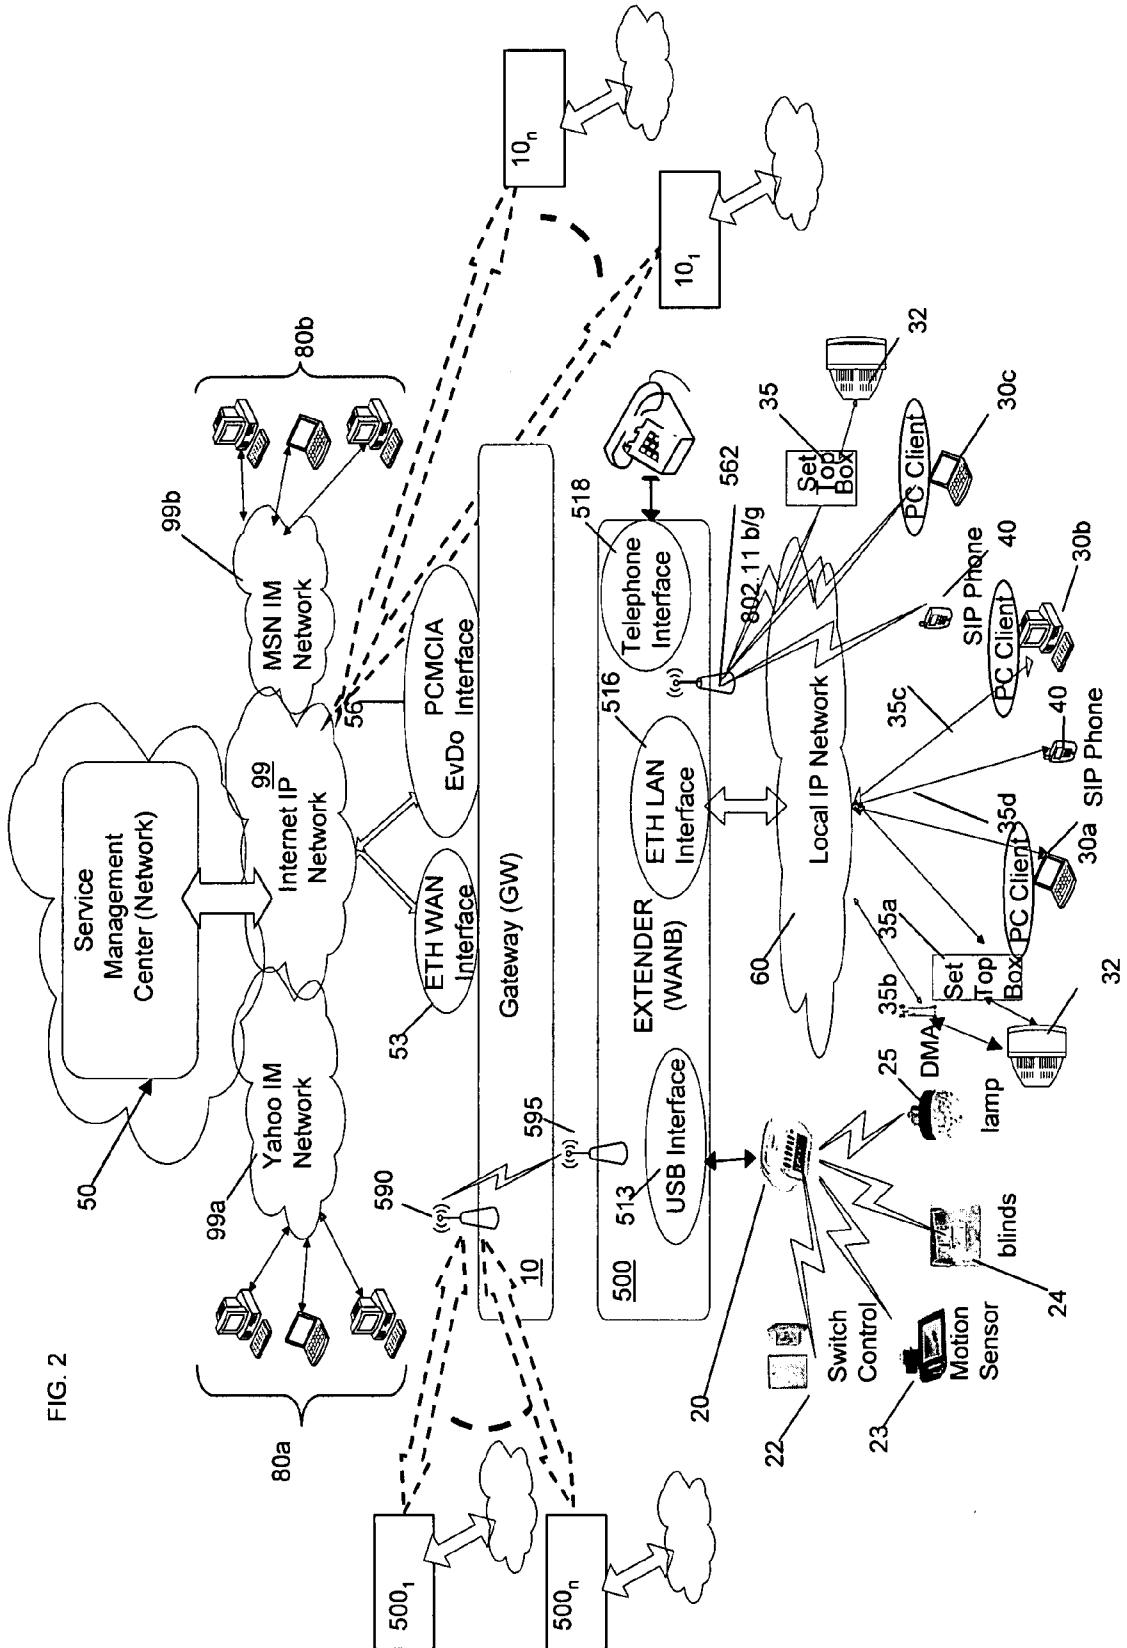 FIG. 2
80a
80b
99a
99b
50
Service
Management
Center (Network)
Yahoo IM
Network
99
Internet IP
Network
MSN IM
Network
53
ETH WAN
Interface
56
PCMCIA
Interface
EvDo
590
595
10
Gateway (GW)
500₁
500ₙ
10₁
10ₙ
500
EXTENDER
(WANB)
513
USB Interface
516
ETH LAN
Interface
518
Telephone
Interface
562
802.11 b/g
60
Local IP Network
20
22
Switch
Control
23
Motion
Sensor
24
blinds
25
lamp
DMA
35b
35a
Set
Top
Box
32
PC Client
30a
35d
35c
SIP Phone
40
PC Client
30b
SIP Phone
40
PC Client
30c
35
Set
Top
Box
32